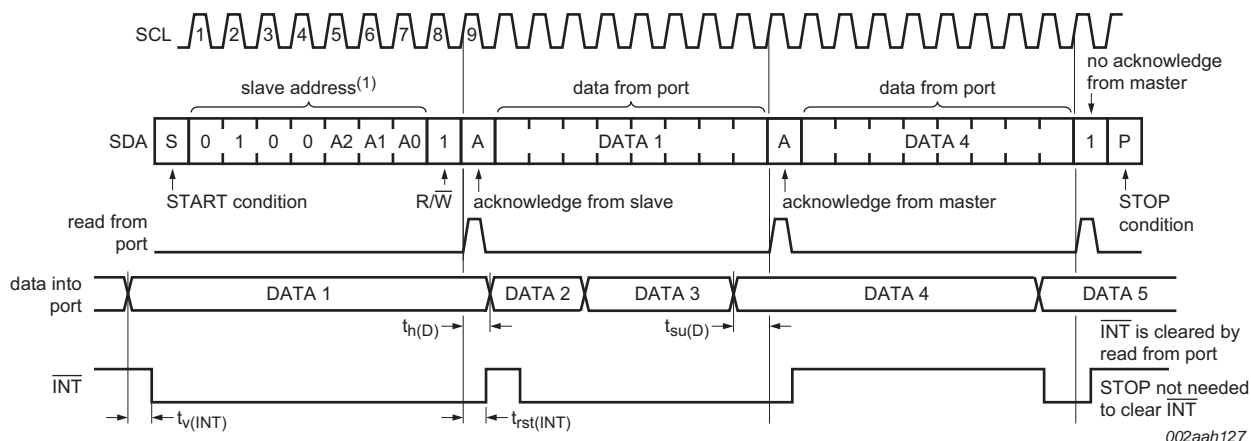 SCL 1 2 3 4 5 6 7 8 9
no acknowledge
from master
slave address(1) data from port data from port
SDA S 0 1 0 0 A2 A1 A0 1 A DATA 1 A DATA 4 1 P
START condition R/W̅ acknowledge from slave acknowledge from master STOP
condition
read from
port
data into
port
DATA 1 DATA 2 DATA 3 DATA 4 DATA 5
th(D) tsu(D)
I̅N̅T̅ is cleared by
read from port
I̅N̅T̅
STOP not needed
to clear I̅N̅T̅
tv(INT) trst(INT)
002aah127